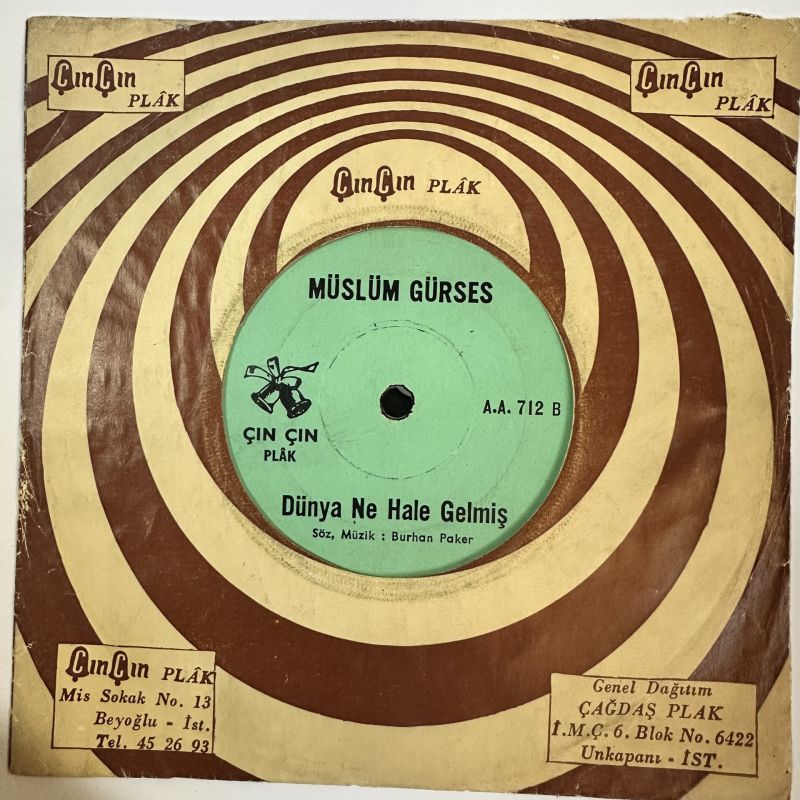 ÇınÇın
PLÂK
ÇınÇın
PLÂK
ÇınÇın PLÂK
MÜSLÜM GÜRSES
ÇIN ÇIN
PLÂK
A.A. 712 B
Dünya Ne Hale Gelmiş
Söz, Müzik : Burhan Paker
ÇınÇın PLÂK
Mis Sokak No. 13
Beyoğlu - İst.
Tel. 45 26 93
Genel Dağıtım
ÇAĞDAŞ PLAK
İ.M.Ç. 6. Blok No. 6422
Unkapanı - İST.